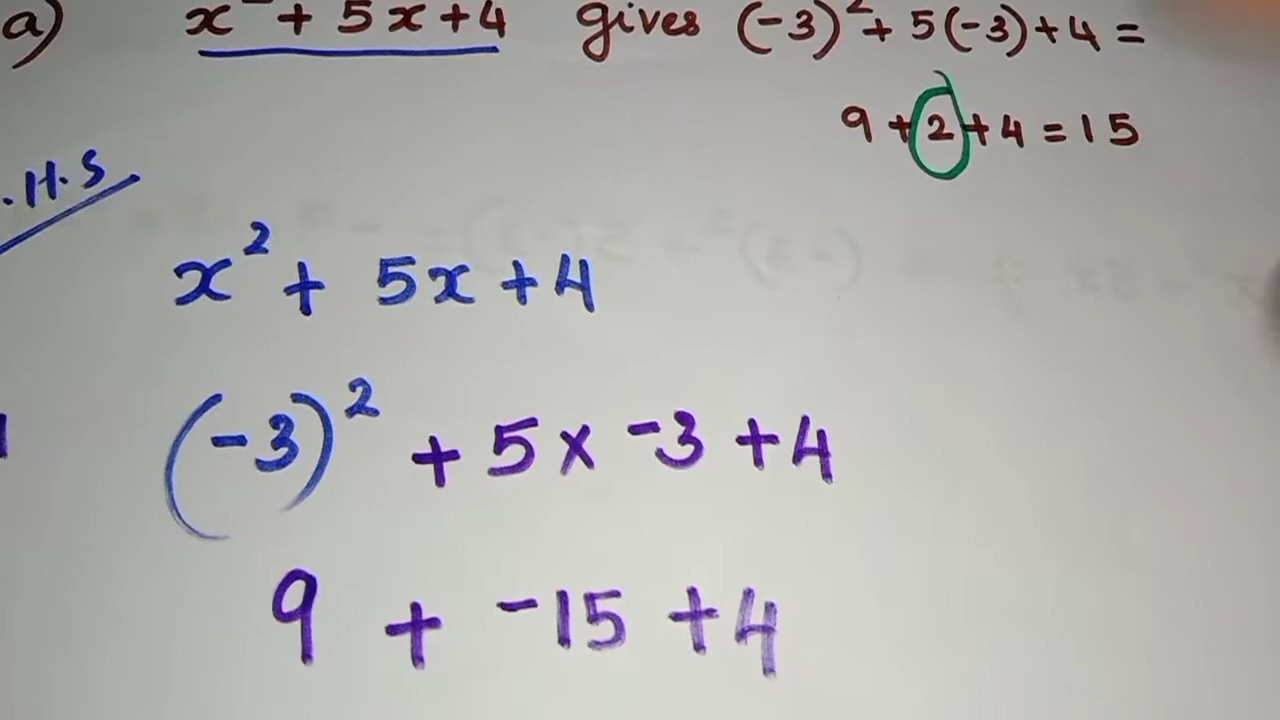 a) x² + 5x+4 gives (-3)²+ 5(-3)+4 =
9 +2+4 =15
.H.S
x² + 5x+4
(-3)² + 5x -3 +4
9 + -15 +4